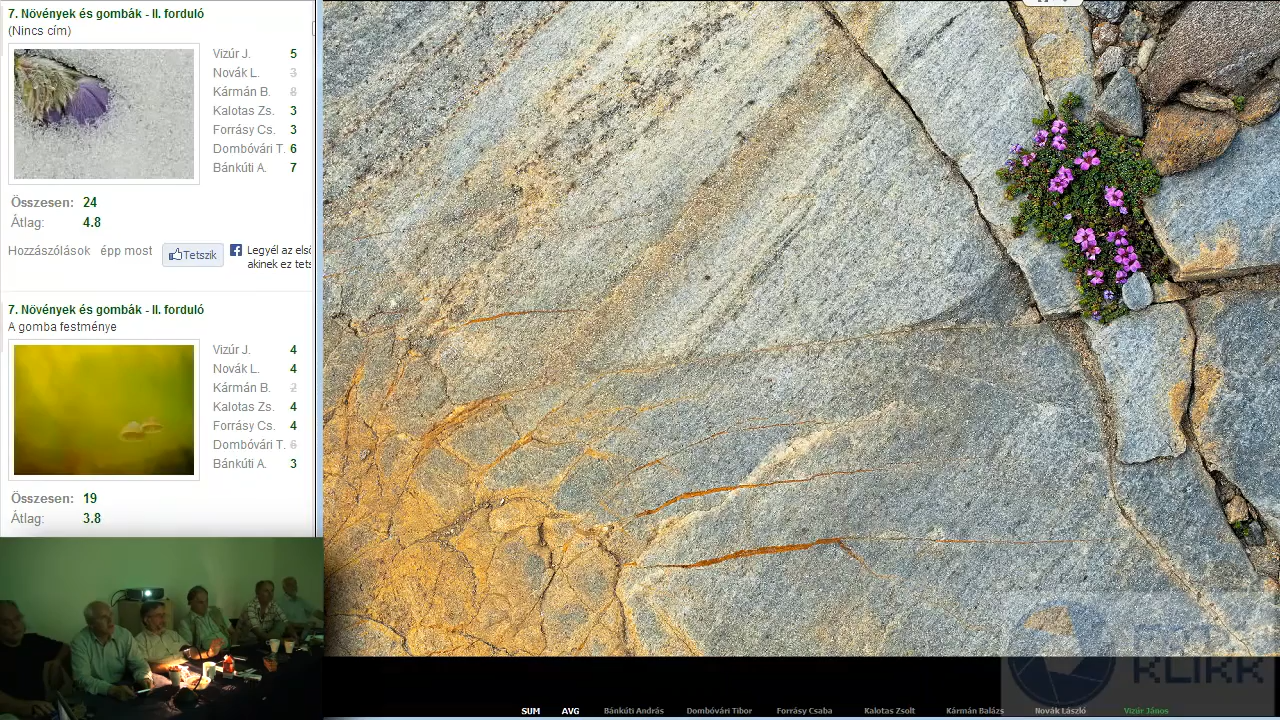 7. Növények és gombák - II. forduló
(Nincs cím)
Vizúr J. 5
Novák L. 3
Kármán B. 8
Kalotas Zs. 3
Forrásy Cs. 3
Dombóvári T. 6
Bánkúti A. 7
Összesen: 24
Átlag: 4.8
Hozzászólások épp most Tetszik Legyél az első
akinek ez tets
7. Növények és gombák - II. forduló
A gomba festménye
Vizúr J. 4
Novák L. 4
Kármán B. 2
Kalotas Zs. 4
Forrásy Cs. 4
Dombóvári T. 6
Bánkúti A. 3
Összesen: 19
Átlag: 3.8
KLIKK
SUM AVG Bánkúti András Dombóvári Tibor Forrásy Csaba Kalotás Zsolt Kármán Balázs Novák László Vizúr János